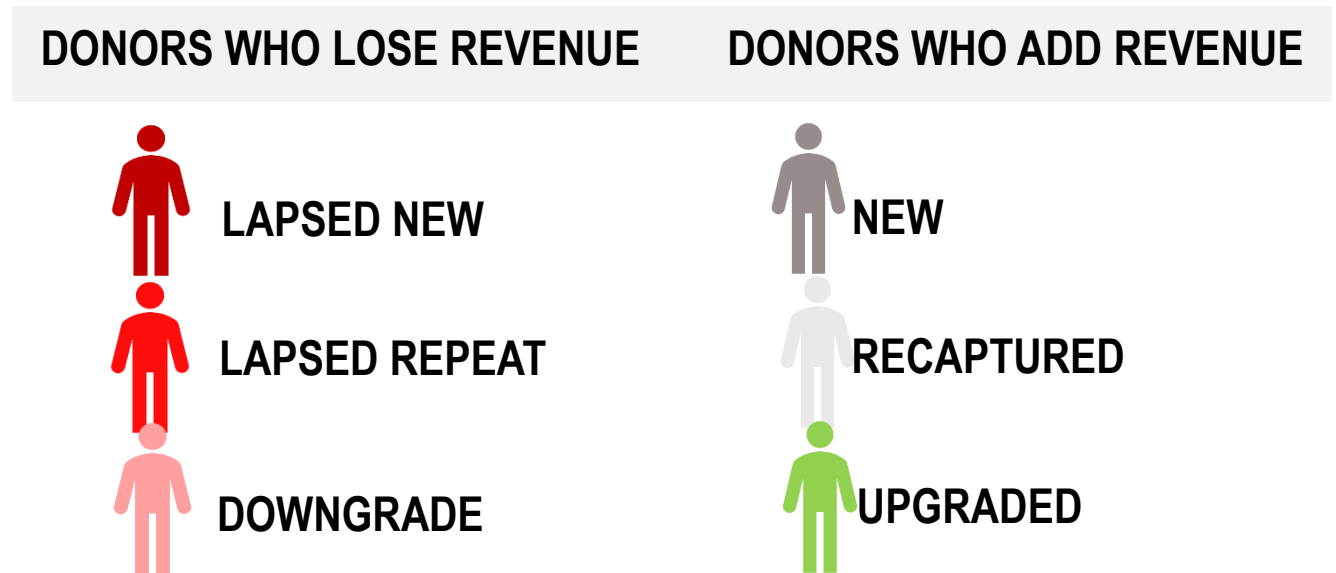 DONORS WHO LOSE REVENUE
DONORS WHO ADD REVENUE
LAPSED NEW
NEW
LAPSED REPEAT
RECAPTURED
DOWNGRADE
UPGRADED